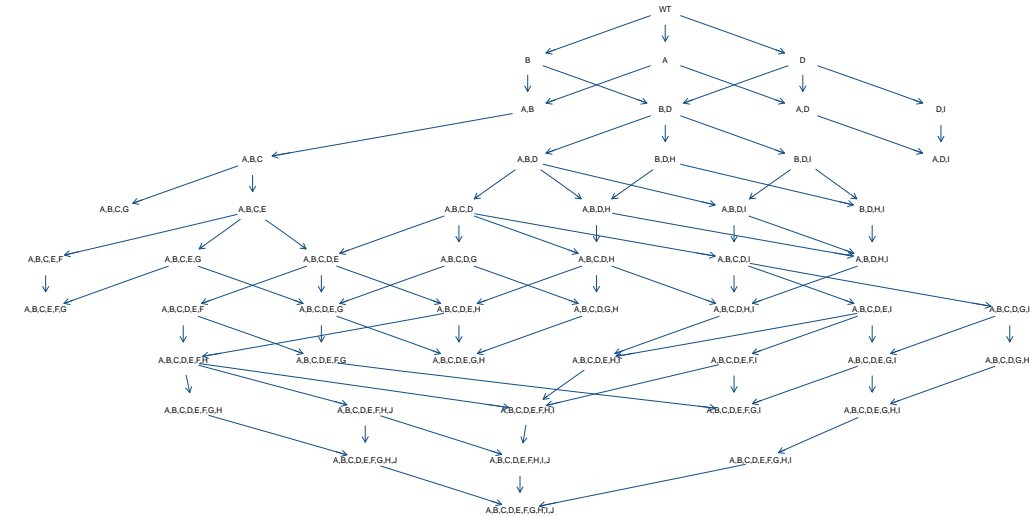 WT
B
A
D
A,B
B,D
A,D
D,I
A,B,C
A,B,D
B,D,H
B,D,I
A,D,I
A,B,C,G
A,B,C,E
A,B,C,D
A,B,D,H
A,B,D,I
B,D,H,I
A,B,C,E,F
A,B,C,E,G
A,B,C,D,E
A,B,C,D,G
A,B,C,D,H
A,B,C,D,I
A,B,D,H,I
A,B,C,E,F,G
A,B,C,D,E,F
A,B,C,D,E,G
A,B,C,D,E,H
A,B,C,D,G,H
A,B,C,D,H,I
A,B,C,D,E,I
A,B,C,D,G,I
A,B,C,D,E,F,H
A,B,C,D,E,F,G
A,B,C,D,E,G,H
A,B,C,D,E,H,I
A,B,C,D,E,F,I
A,B,C,D,E,G,I
A,B,C,D,G,H
A,B,C,D,E,F,G,H
A,B,C,D,E,F,H,J
A,B,C,D,E,F,H,I
A,B,C,D,E,F,G,I
A,B,C,D,E,G,H,I
A,B,C,D,E,F,G,H,J
A,B,C,D,E,F,H,I,J
A,B,C,D,E,F,G,H,I
A,B,C,D,E,F,G,H,I,J